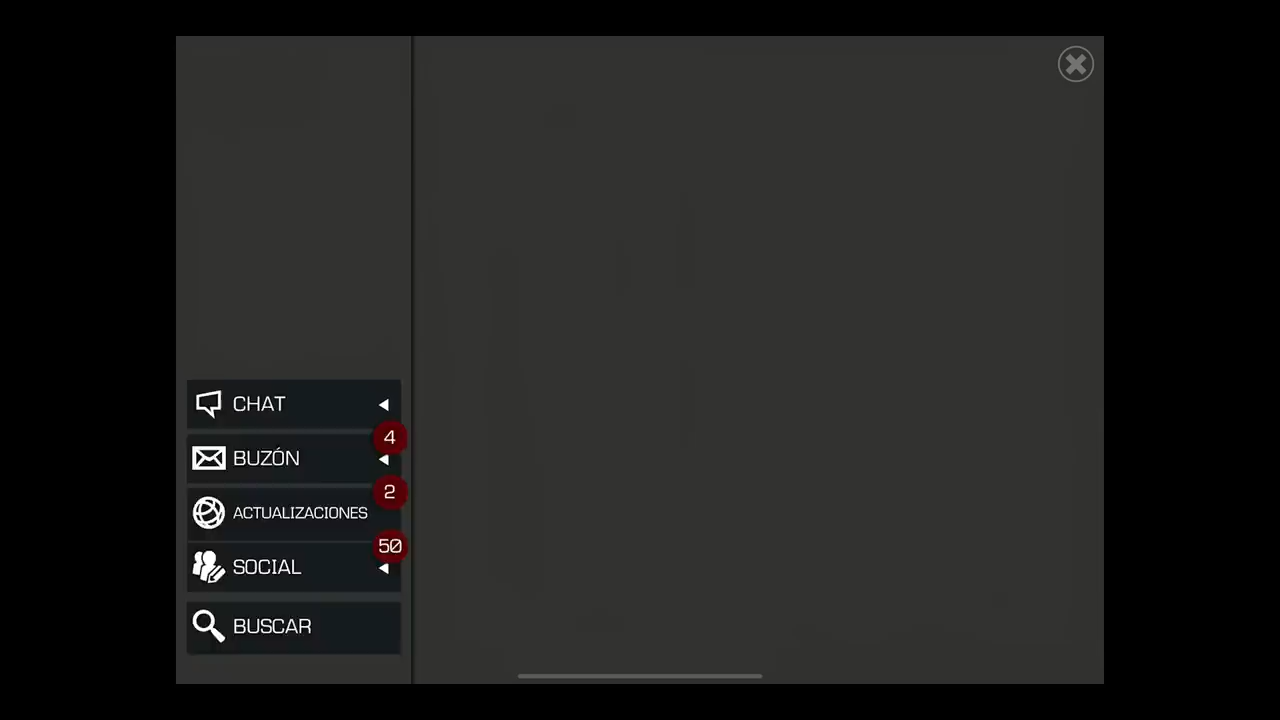 CHAT
4
BUZÓN
2
ACTUALIZACIONES
50
SOCIAL
BUSCAR